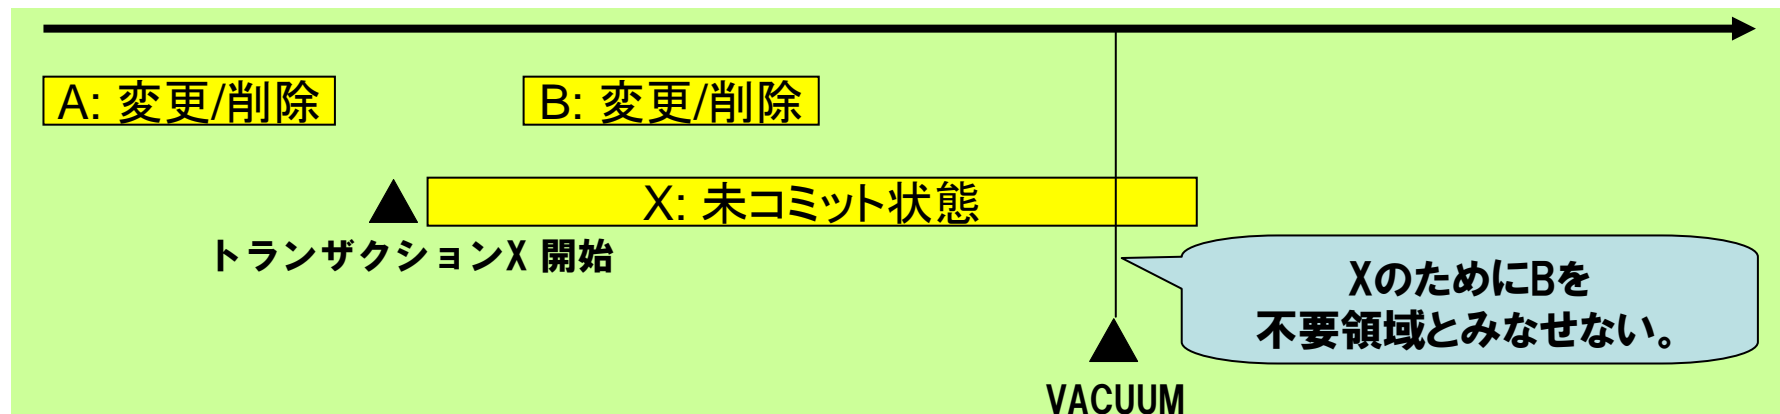 A: 変更/削除
B: 変更/削除
X: 未コミット状態
トランザクションX 開始
XのためにBを
不要領域とみなせない。
VACUUM